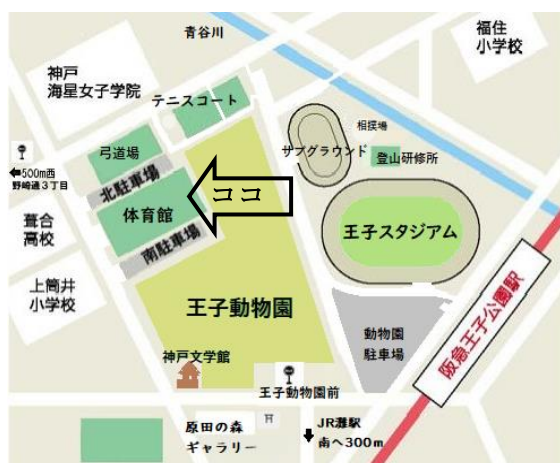 青谷川
福住
小学校
神戸
海星女子学院
テニスコート
相撲場
サブグラウンド
登山研修所
弓道場
←500m西
野崎通3丁目
北駐車場
体育館
ココ
葺合
高校
南駐車場
王子スタジアム
上筒井
小学校
王子動物園
阪急王子公園駅
動物園
駐車場
神戸文学館
王子動物園前
原田の森
ギャラリー
JR灘駅
南へ300m